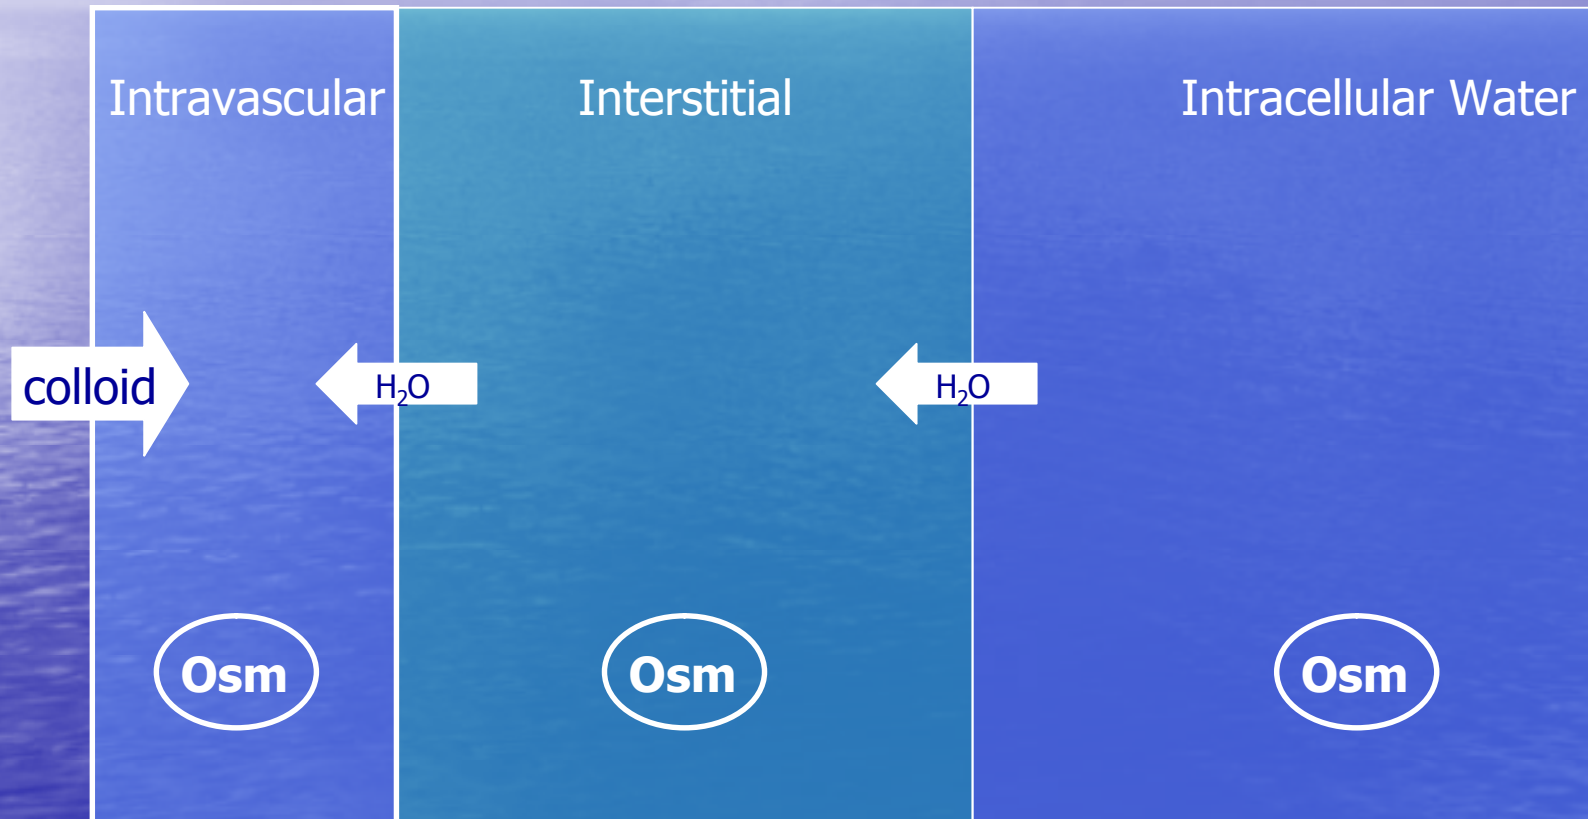 Intravascular
Interstitial
Intracellular Water
colloid
H₂O
H₂O
Osm
Osm
Osm